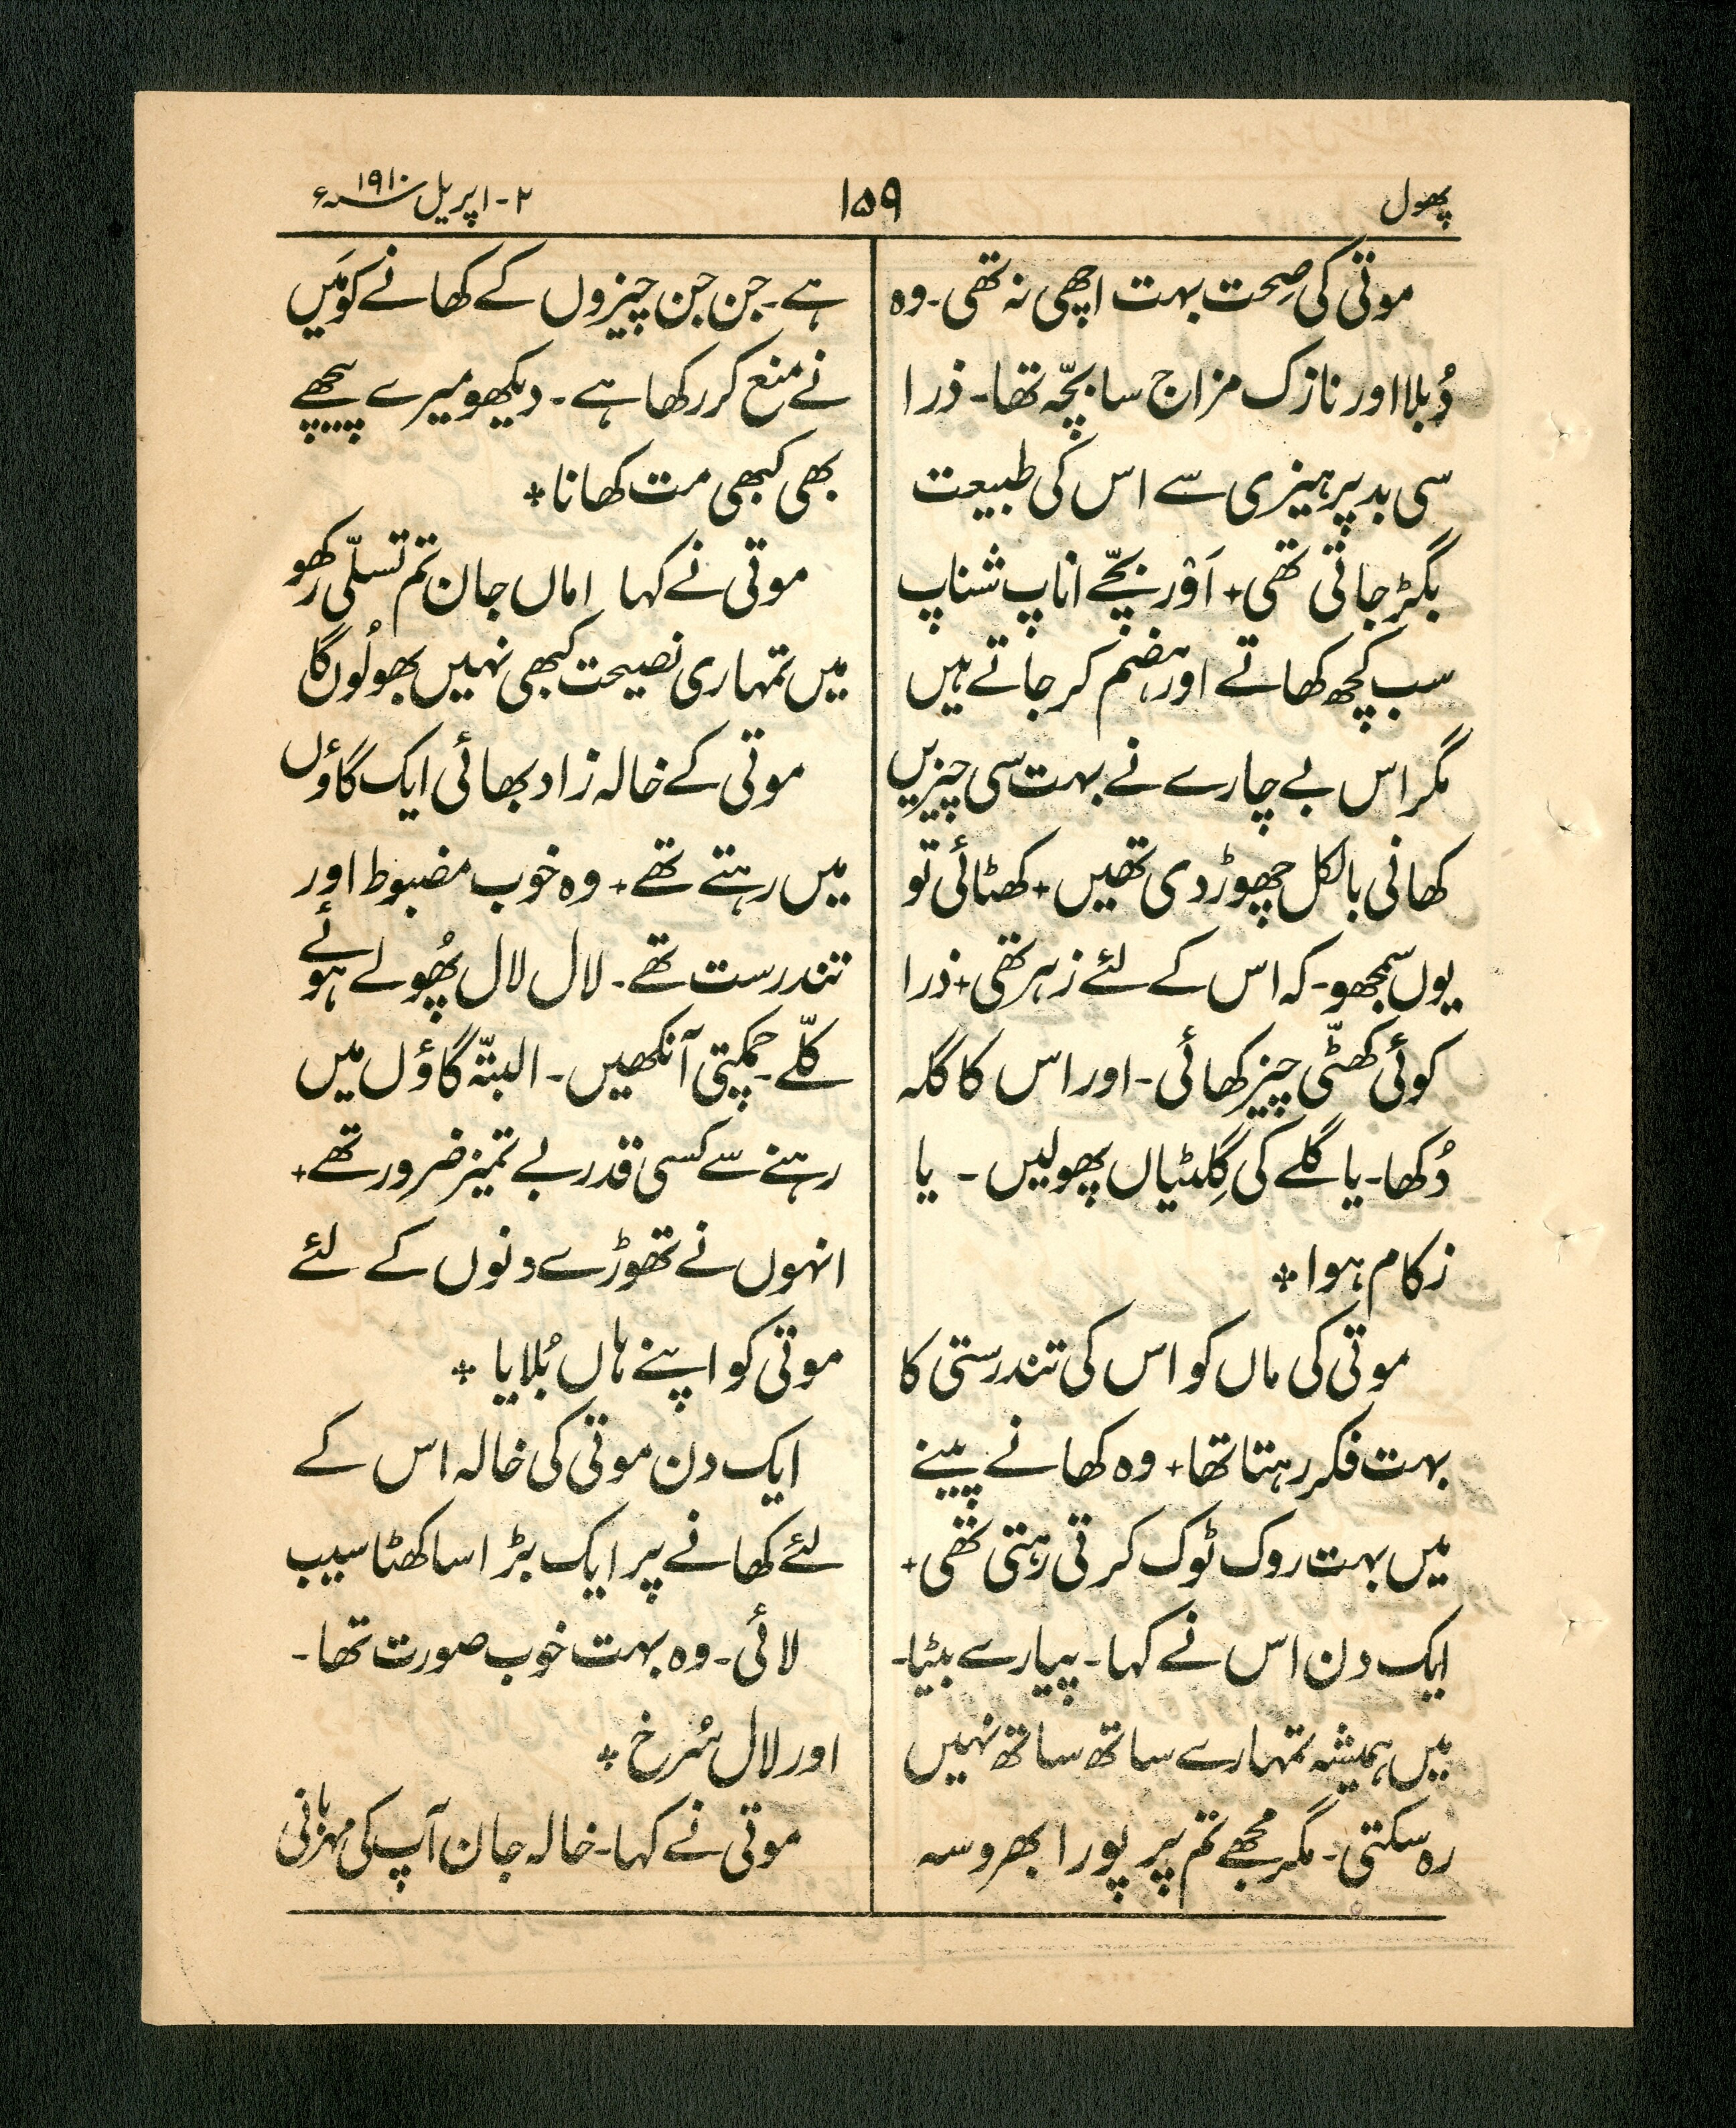 پھول
۱۵۹
۲-اپریل ۱۹۱۰ء
موتی کی صِحت بہت اچھی نہ تھی-وہ
دُبلا اور نازک مزاج سا بچّہ تھا- ذرا
سی بد پرہیزی سے اس کی طبیعت
بگڑ جاتی تھی+ اَوْر بچّے اناپ شناپ
سب کچھ کھاتے اور ہضم کر جاتے ہیں
مگر اس بے چارے نے بہت سی چیزیں
کھانی بالکل چھوڑ دی تھیں+ کھٹائی تو
یوں سمجھو- کہ اس کے لئے زہر تھی+ ذرا
کوئی کھٹّی چیز کھائی- اور اس کا گلہ
دُکھا- یا گلے کی گِلٹیاں پھولیں - یا
زکام ہوا ⁂
موتی کی ماں کو اس کی تندرستی کا
بہت فکر رہتا تھا+ وہ کھانے پینے
میں بہت روک ٹوک کرتی رہتی تھی+
ایک دن اس نے کہا- پیارے بیٹا-
میں ہمیشہ تمہارے ساتھ ساتھ نہیں
رہ سکتی- مگر مجھے تم پر پورا بھروسہ
ہے- جن جن چیزوں کے کھانے کو مَیں
نے منع کر رکھا ہے- دیکھو میرے پیچھے
بھی کبھی مت کھانا ⁂
موتی نے کہا اماں جان تم تسلّی رکھو
میں تمہاری نصیحت کبھی نہیں بھولُوں گا
موتی کے خالہ زاد بھائی ایک گاؤں
میں رہتے تھے+ وہ خوب مضبوط اور
تندرست تھے- لال لال پھُولے ہوئے
کلّے- چمکیتی آنکھیں- البتّہ گاؤں میں
رہنے سے کسی قدر بے تمیز ضرور تھے+
انہوں نے تھوڑے دنوں کے لئے
موتی کو اپنے ہاں بُلایا ⁂
ایک دن موتی کی خالہ اس کے
لئے کھانے پر ایک بڑا سا کھٹا سیب
لائی- وہ بہت خوب صورت تھا-
اور لال سُرخ ⁂
موتی نے کہا- خالہ جان آپ کی مہربانی